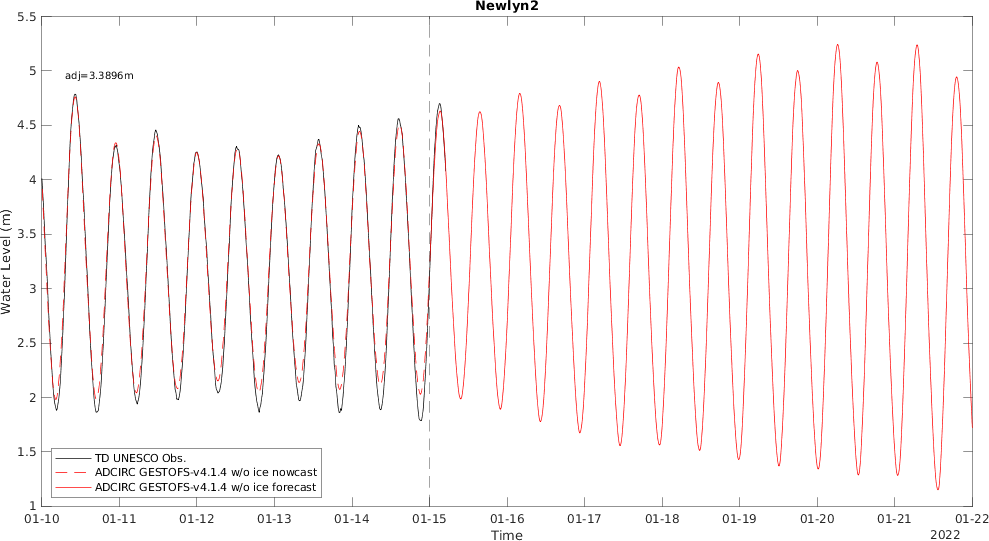 Newlyn2
5.5
5
4.5
4
3.5
3
2.5
2
1.5
1
Water Level (m)
adj=3.3896m
TD UNESCO Obs.
ADCIRC GESTOFS-v4.1.4 w/o ice nowcast
ADCIRC GESTOFS-v4.1.4 w/o ice forecast
01-10 01-11 01-12 01-13 01-14 01-15 01-16 01-17 01-18 01-19 01-20 01-21 01-22
Time
2022